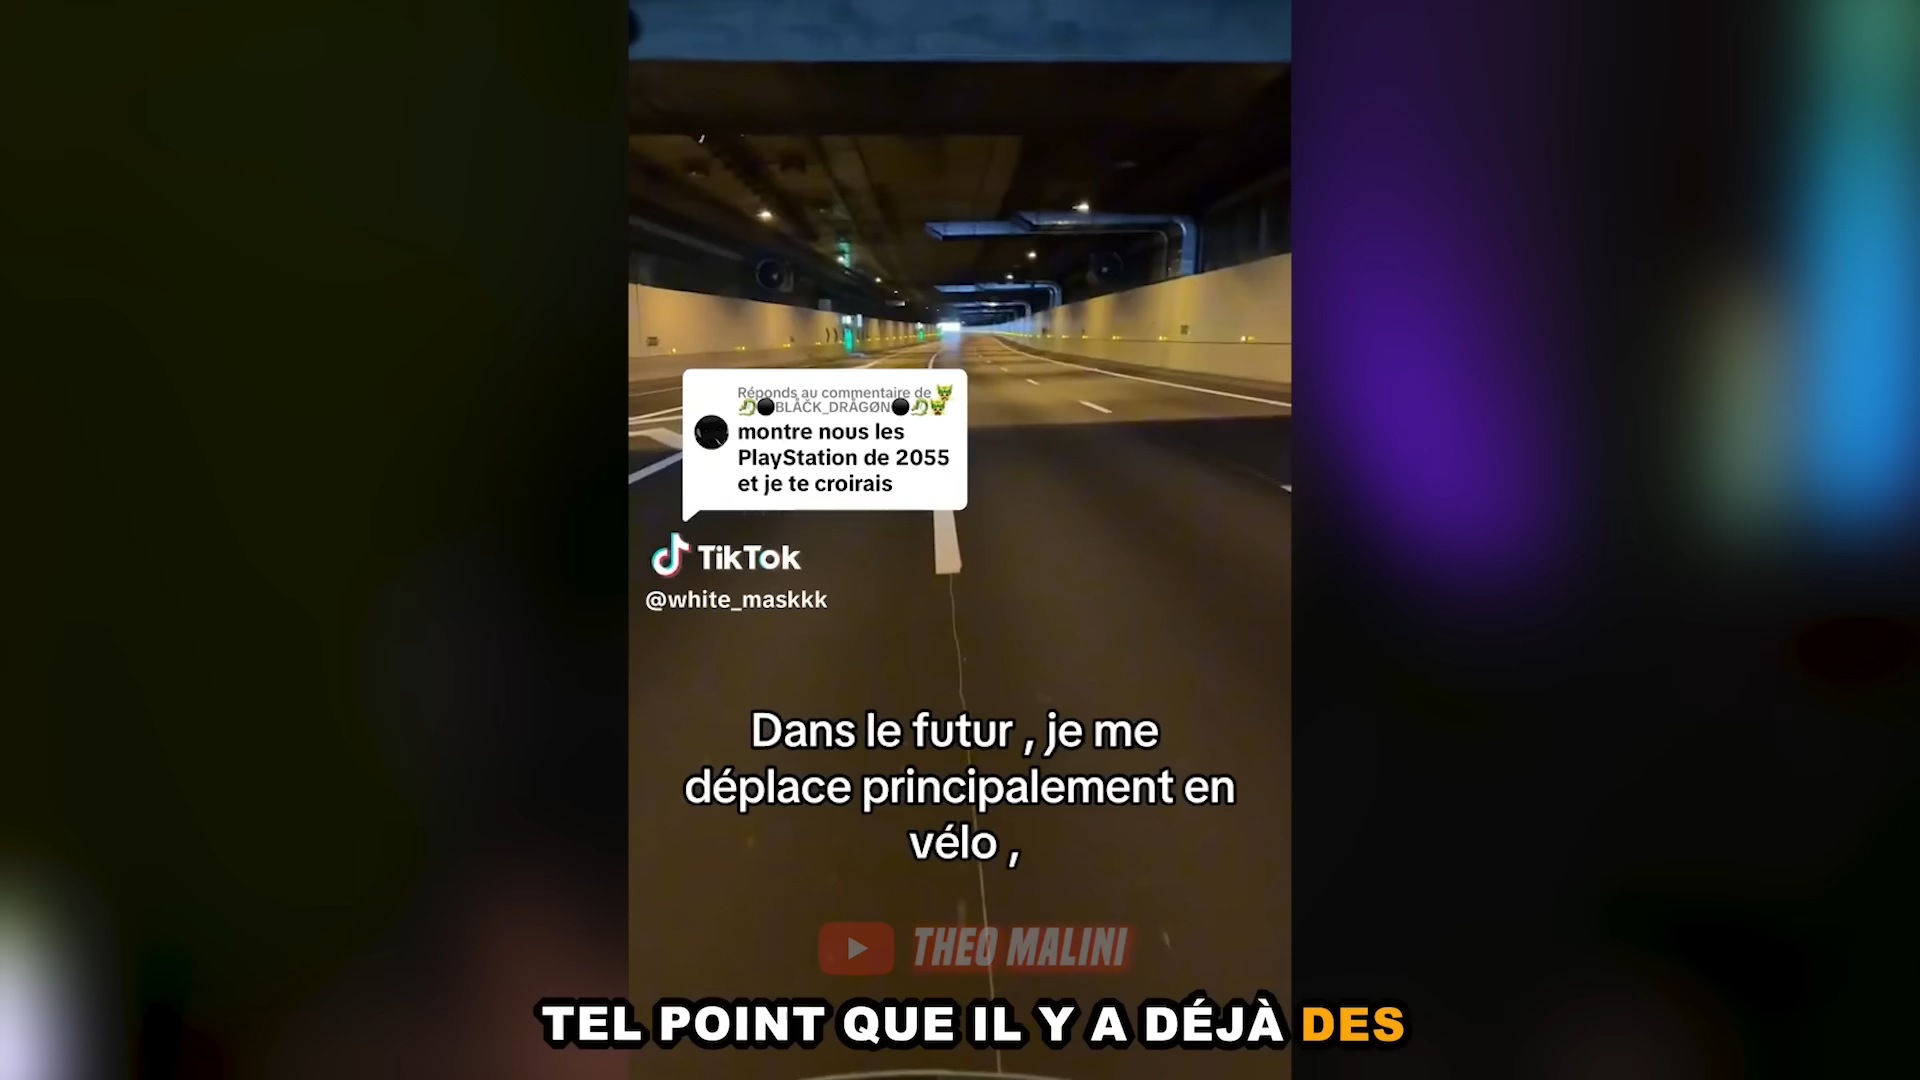 Réponds au commentaire de
BLÅČK_DRÅGØN
montre nous les
PlayStation de 2055
et je te croirais
TikTok
@white_maskkk
Dans le futur , je me
déplace principalement en
vélo ,
THEO MALINI
TEL POINT QUE IL Y A DÉJÀ DES